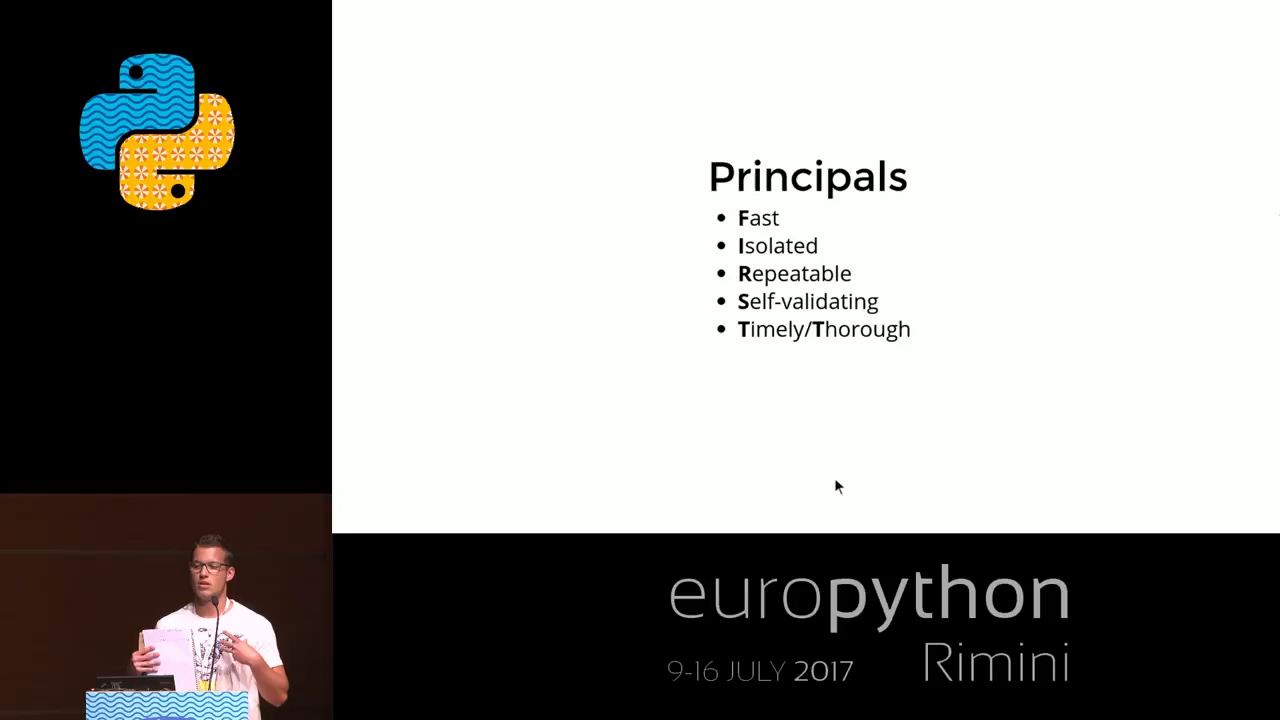 Principals
• Fast
• Isolated
• Repeatable
• Self-validating
• Timely/Thorough
europython
Rimini
9-16 JULY 2017